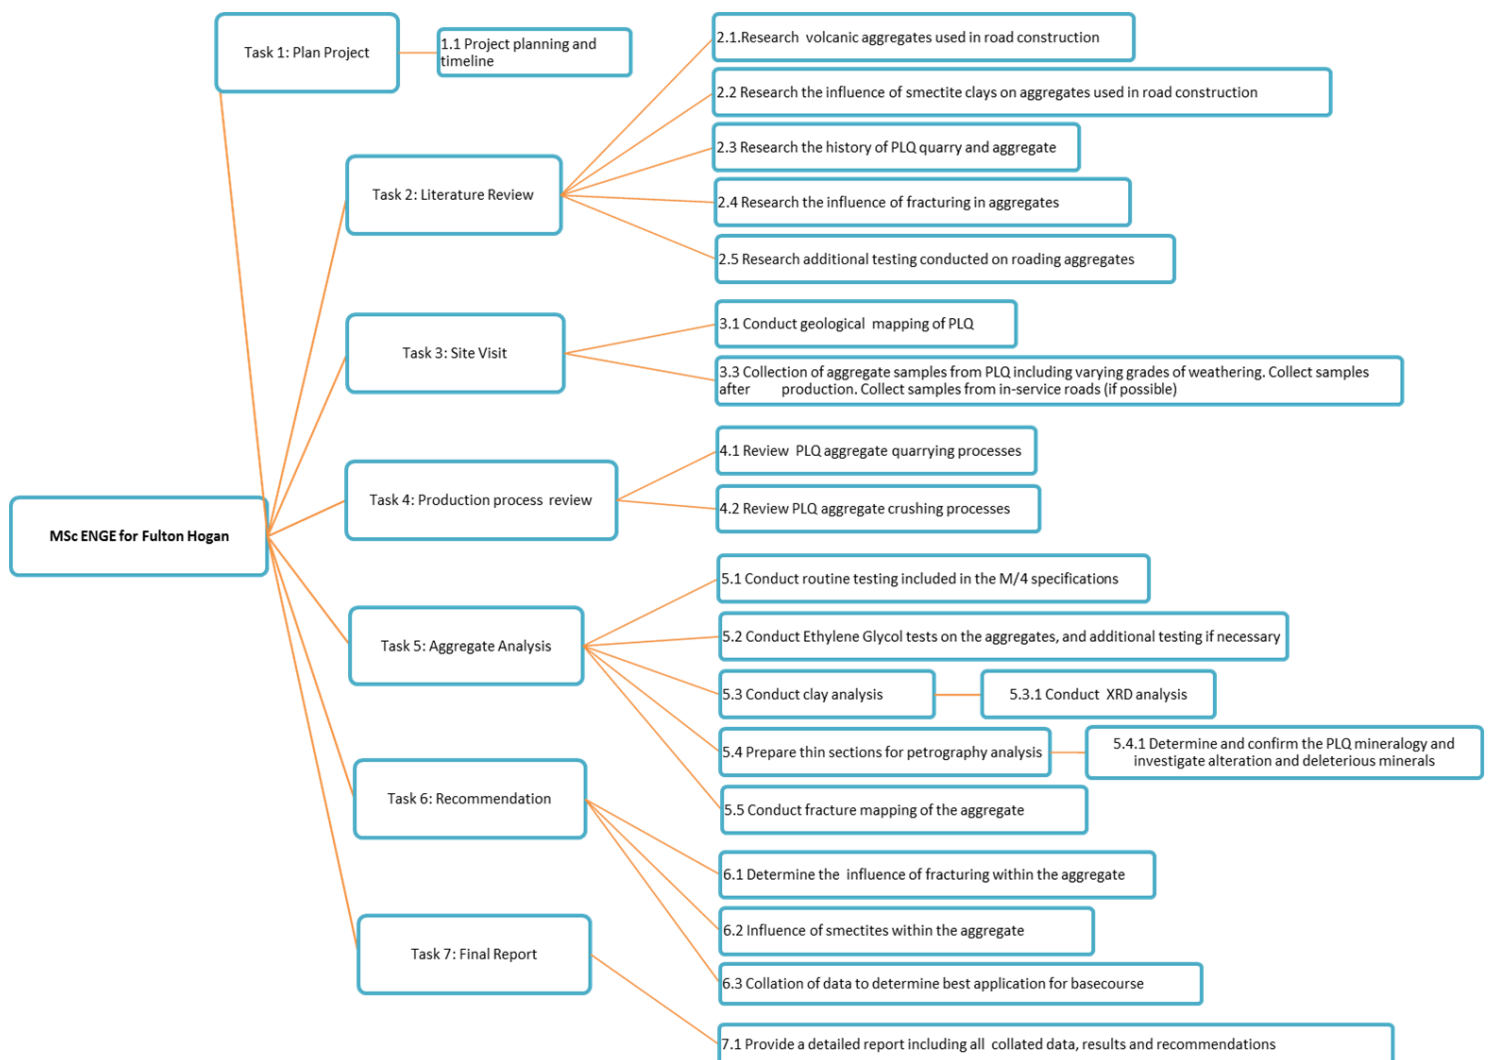 Task 1: Plan Project
1.1 Project planning and
timeline
2.1.Research volcanic aggregates used in road construction
2.2 Research the influence of smectite clays on aggregates used in road construction
2.3 Research the history of PLQ quarry and aggregate
Task 2: Literature Review
2.4 Research the influence of fracturing in aggregates
2.5 Research additional testing conducted on roading aggregates
3.1 Conduct geological mapping of PLQ
Task 3: Site Visit
3.3 Collection of aggregate samples from PLQ including varying grades of weathering. Collect samples
after production. Collect samples from in-service roads (if possible)
4.1 Review PLQ aggregate quarrying processes
Task 4: Production process review
4.2 Review PLQ aggregate crushing processes
MSc ENGE for Fulton Hogan
5.1 Conduct routine testing included in the M/4 specifications
5.2 Conduct Ethylene Glycol tests on the aggregates, and additional testing if necessary
Task 5: Aggregate Analysis
5.3 Conduct clay analysis
5.3.1 Conduct XRD analysis
5.4 Prepare thin sections for petrography analysis
5.4.1 Determine and confirm the PLQ mineralogy and
investigate alteration and deleterious minerals
5.5 Conduct fracture mapping of the aggregate
Task 6: Recommendation
6.1 Determine the influence of fracturing within the aggregate
6.2 Influence of smectites within the aggregate
6.3 Collation of data to determine best application for basecourse
Task 7: Final Report
7.1 Provide a detailed report including all collated data, results and recommendations